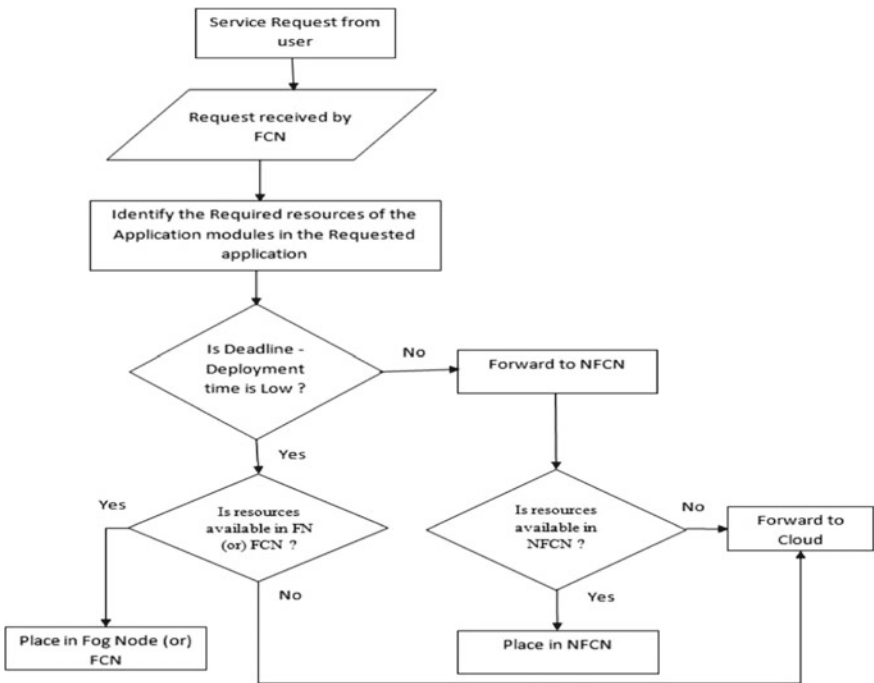 Service Request from
user
Request received by
FCN
Identify the Required resources of the
Application modules in the Requested
application
Is Deadline -
Deployment
time is Low ?
No
Forward to NFCN
Yes
Yes
Is resources
available in FN
(or) FCN ?
Is resources
available in
NFCN ?
No
Forward to
Cloud
No
Yes
Place in Fog Node (or)
FCN
Place in NFCN